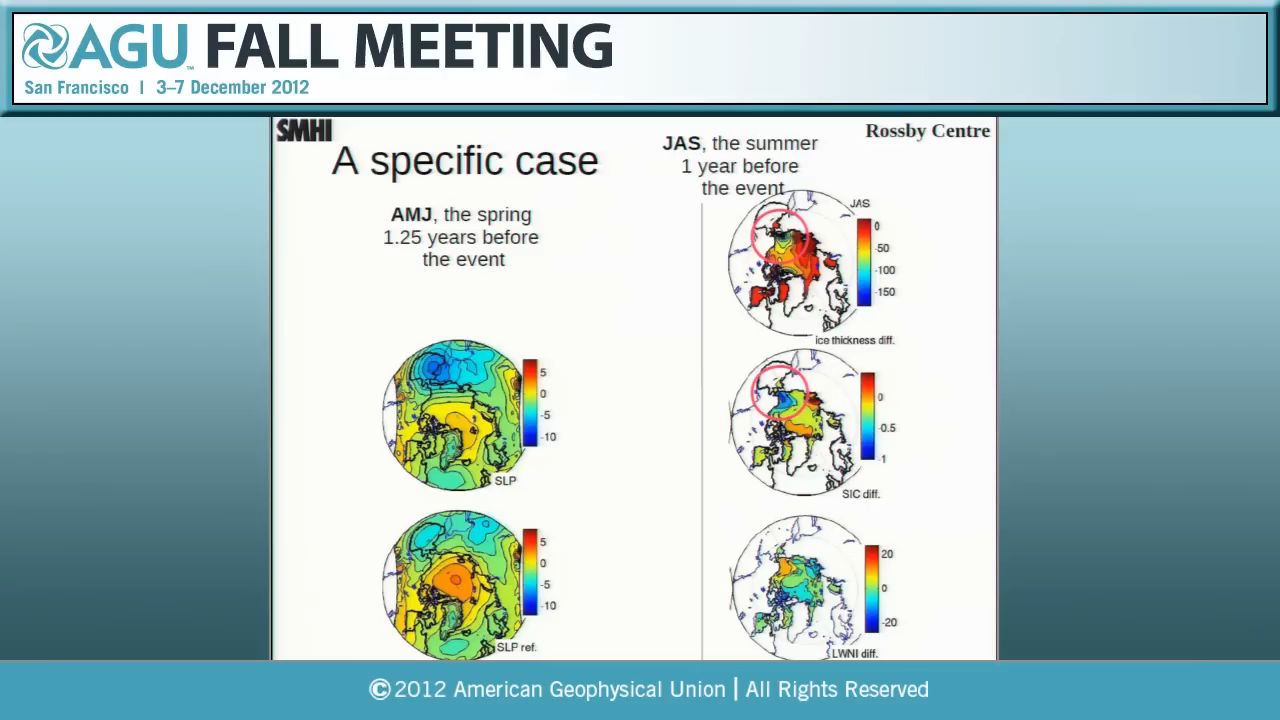 AGU FALL MEETING
San Francisco | 3–7 December 2012
SMHI
Rossby Centre
A specific case
AMJ, the spring
1.25 years before
the event
5
0
-5
-10
SLP
5
0
-5
-10
SLP ref.
JAS, the summer
1 year before
the event
JAS
0
-50
-100
-150
ice thickness diff.
0
-0.5
-1
SIC diff.
20
0
-20
LWNI diff.
©2012 American Geophysical Union | All Rights Reserved